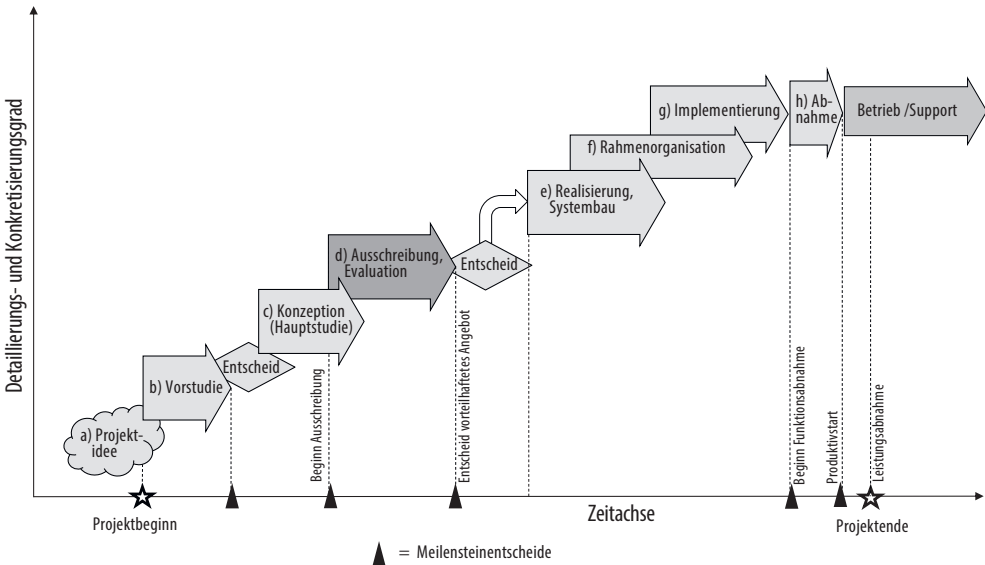 Detaillierungs- und Konkretisierungsgrad
a) Projekt-
idee
b) Vorstudie
Entscheid
c) Konzeption
(Hauptstudie)
d) Ausschreibung,
Evaluation
Entscheid
e) Realisierung,
Systembau
f) Rahmenorganisation
g) Implementierung
h) Ab-
nahme
Betrieb /Support
Beginn Ausschreibung
Entscheid vorteilhaftetes Angebot
Beginn Funktionsabnahme
Produktivstart
Leistungsabnahme
Projektbeginn
Zeitachse
Projektende
= Meilensteinentscheide